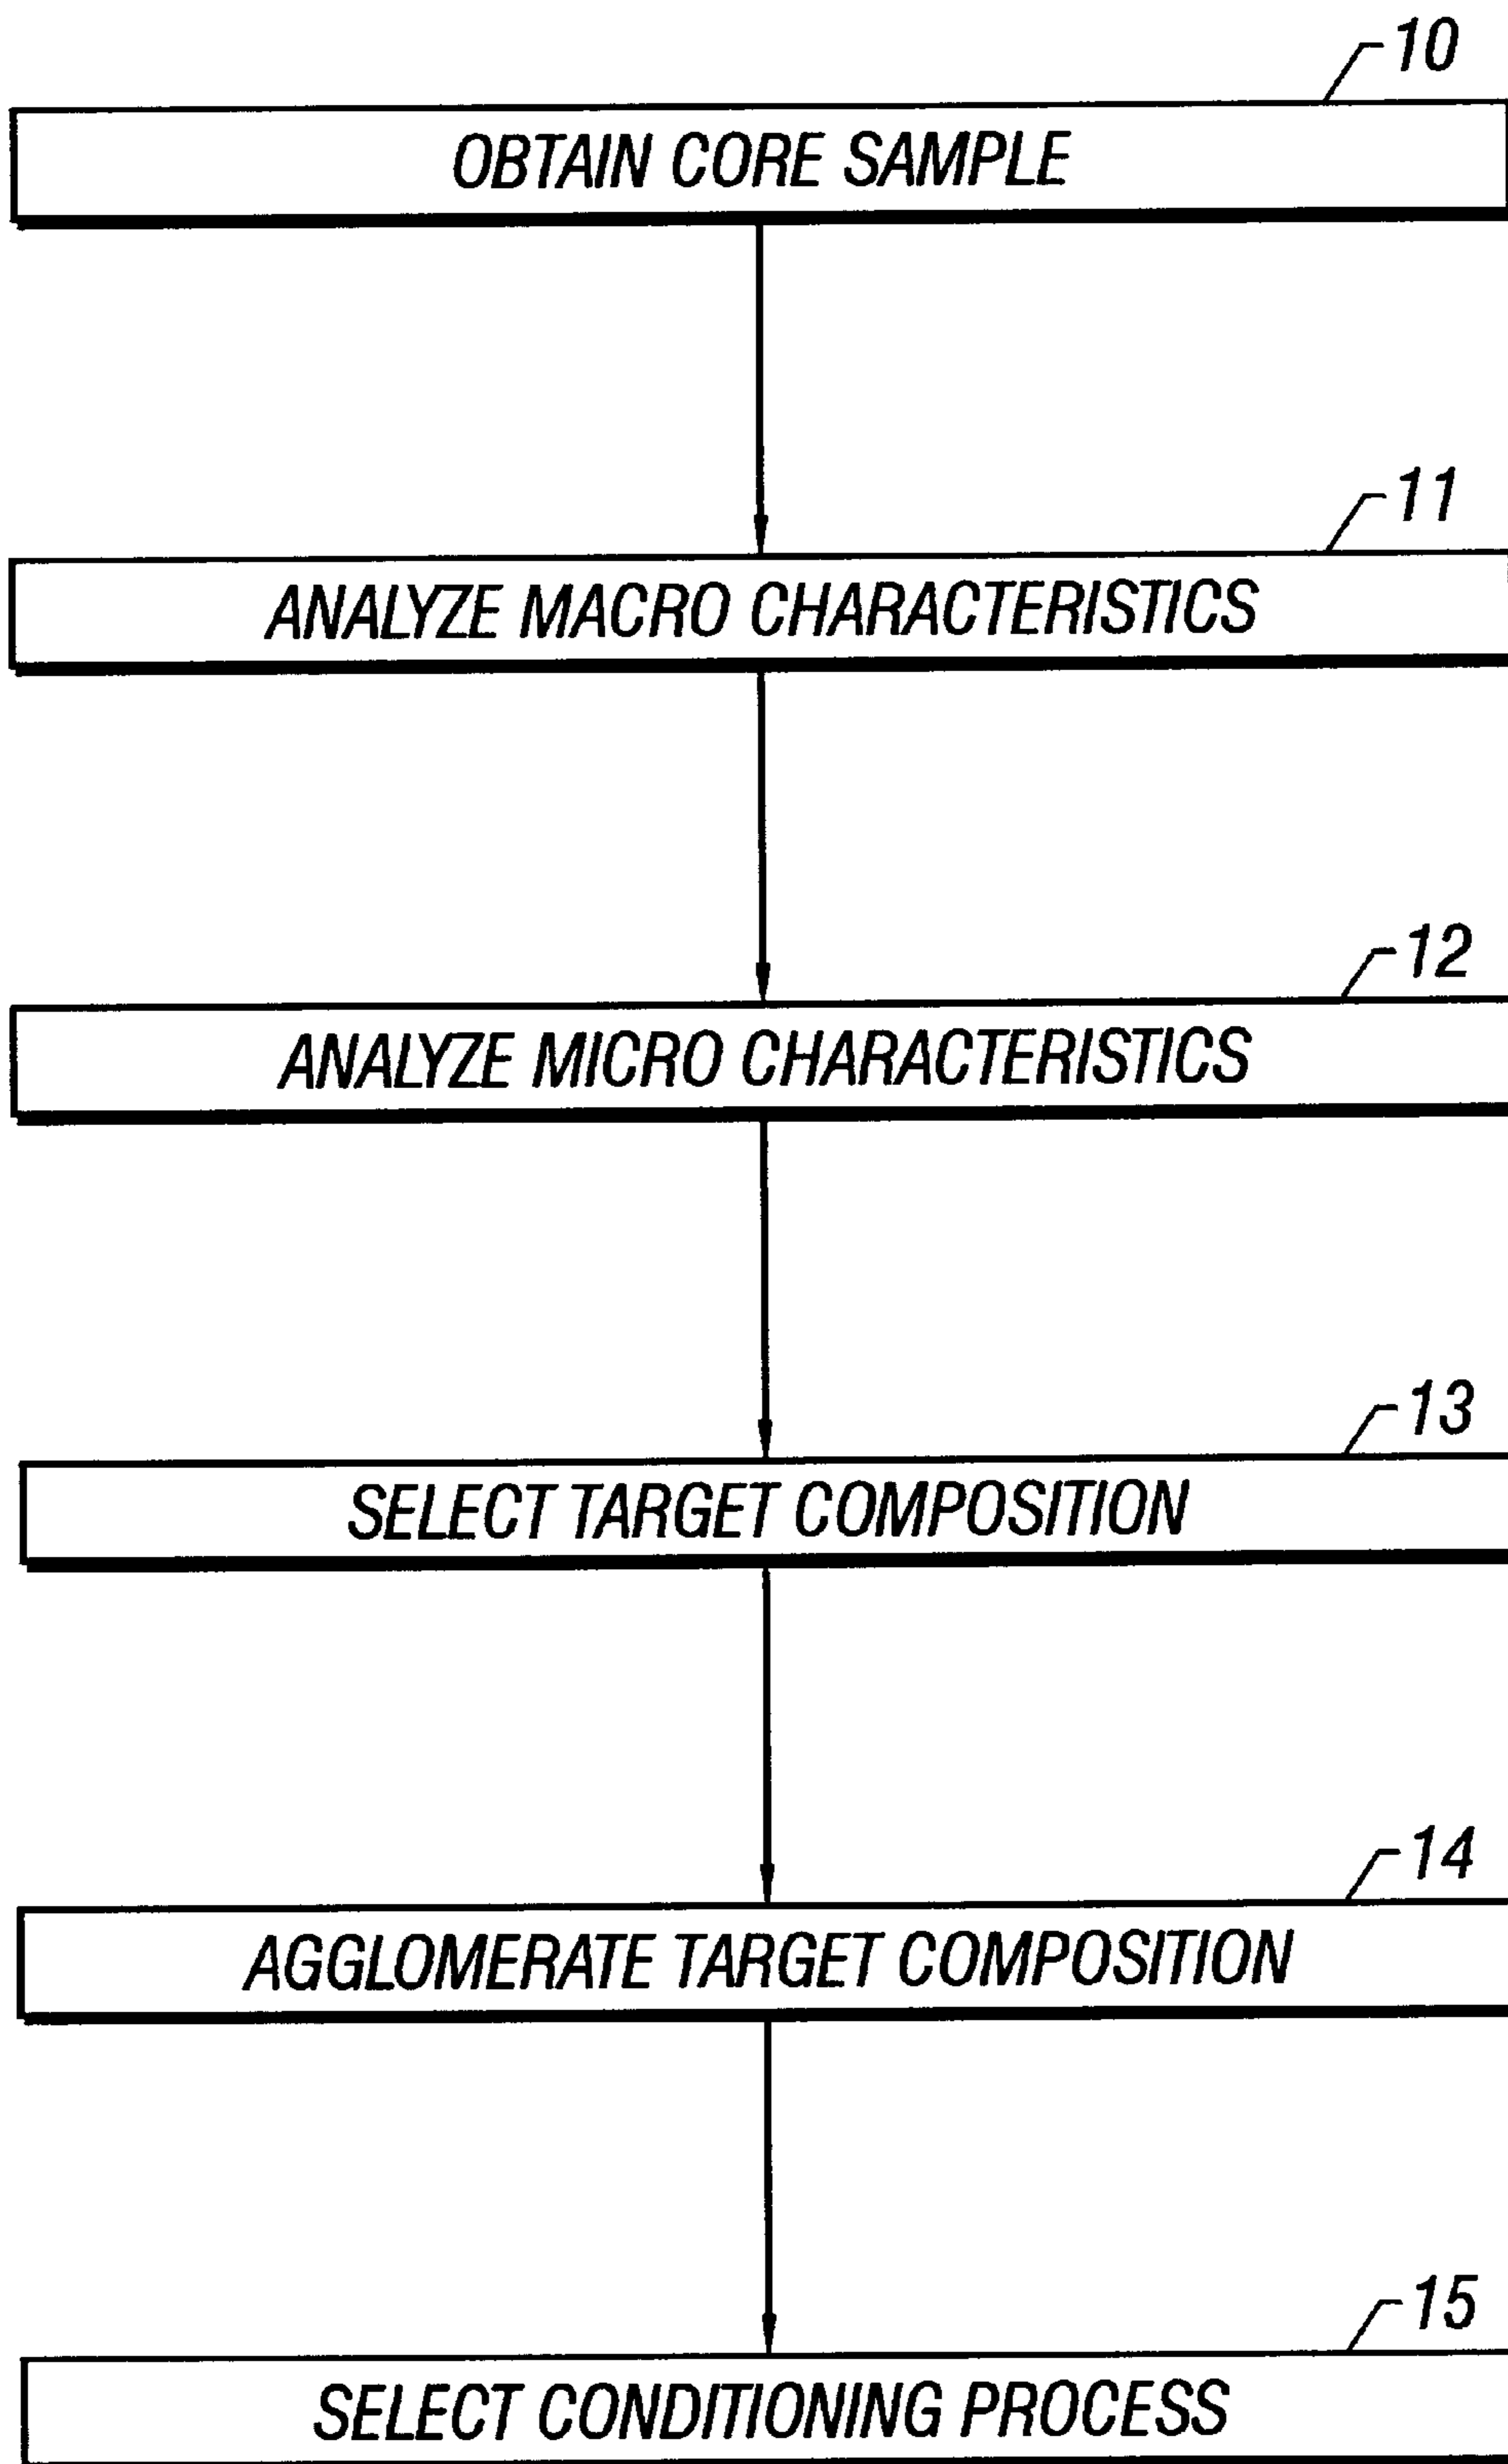 10
OBTAIN CORE SAMPLE
11
ANALYZE MACRO CHARACTERISTICS
12
ANALYZE MICRO CHARACTERISTICS
13
SELECT TARGET COMPOSITION
14
AGGLOMERATE TARGET COMPOSITION
15
SELECT CONDITIONING PROCESS